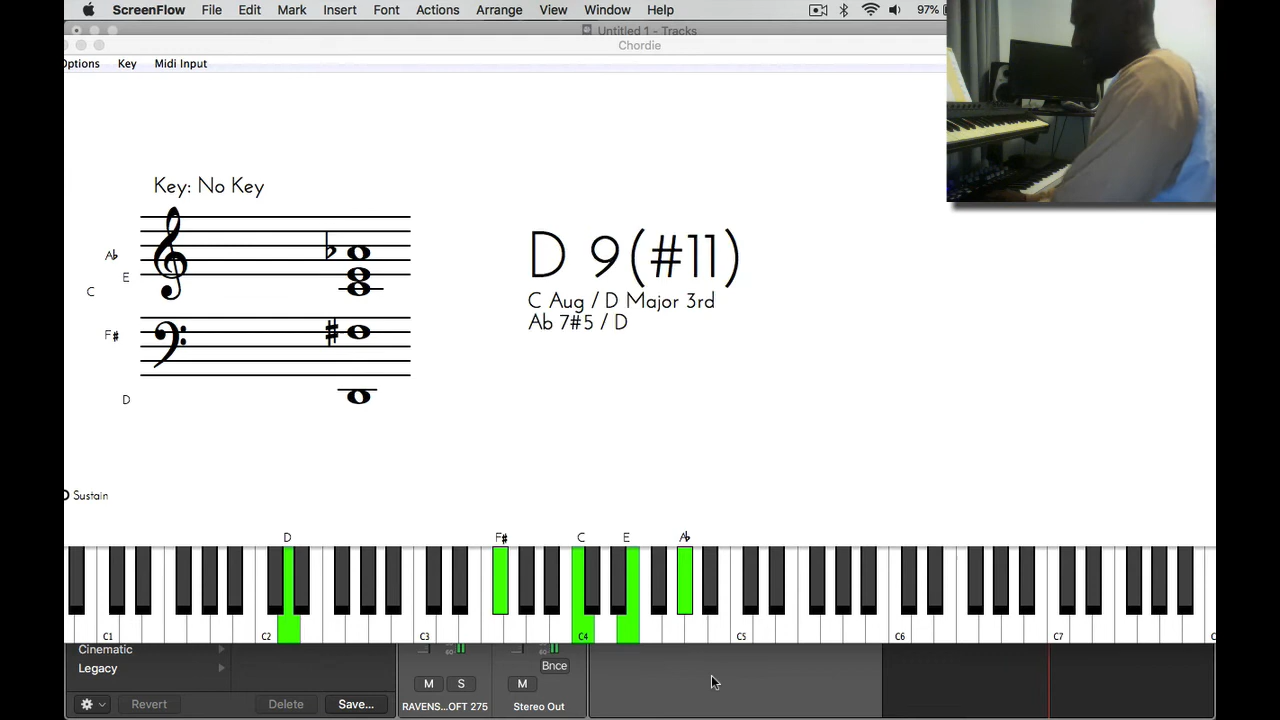 ScreenFlow File Edit Mark Insert Font Actions Arrange View Window Help 97%
Untitled 1 - Tracks
Chordie
Options Key Midi Input
Key: No Key
D 9(#11)
C Aug / D Major 3rd
Ab 7#5 / D
A♭
E
C
F#
D
Sustain
D F# C E A♭
C1 C2 C3 C4 C5 C6 C7
Cinematic
Legacy
60 60
Bnce
M S M
Revert Delete Save... RAVENS...OFT 275 Stereo Out